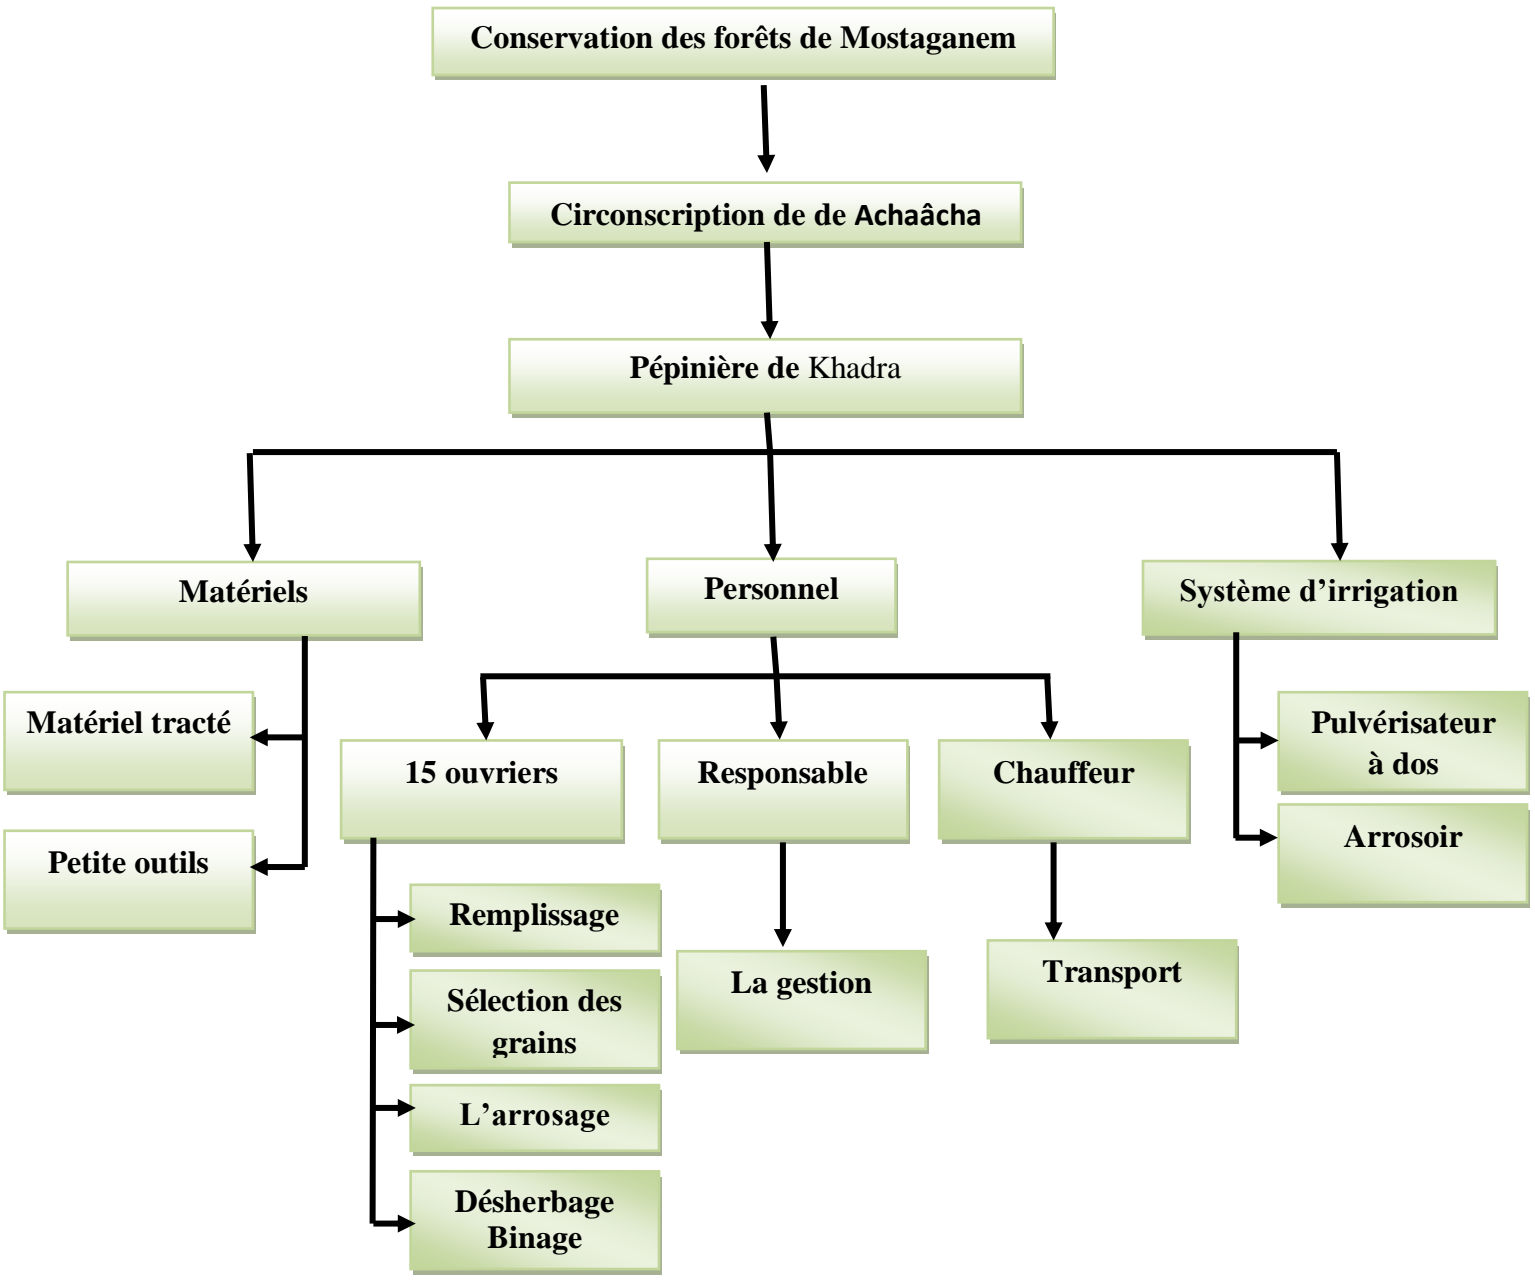 Conservation des forêts de Mostaganem
Circonscription de de Achaâcha
Pépinière de Khadra
Matériels
Personnel
Système d’irrigation
Matériel tracté
Petite outils
15 ouvriers
Responsable
Chauffeur
Pulvérisateur
à dos
Arrosoir
Remplissage
Sélection des
grains
L’arrosage
Désherbage
Binage
La gestion
Transport